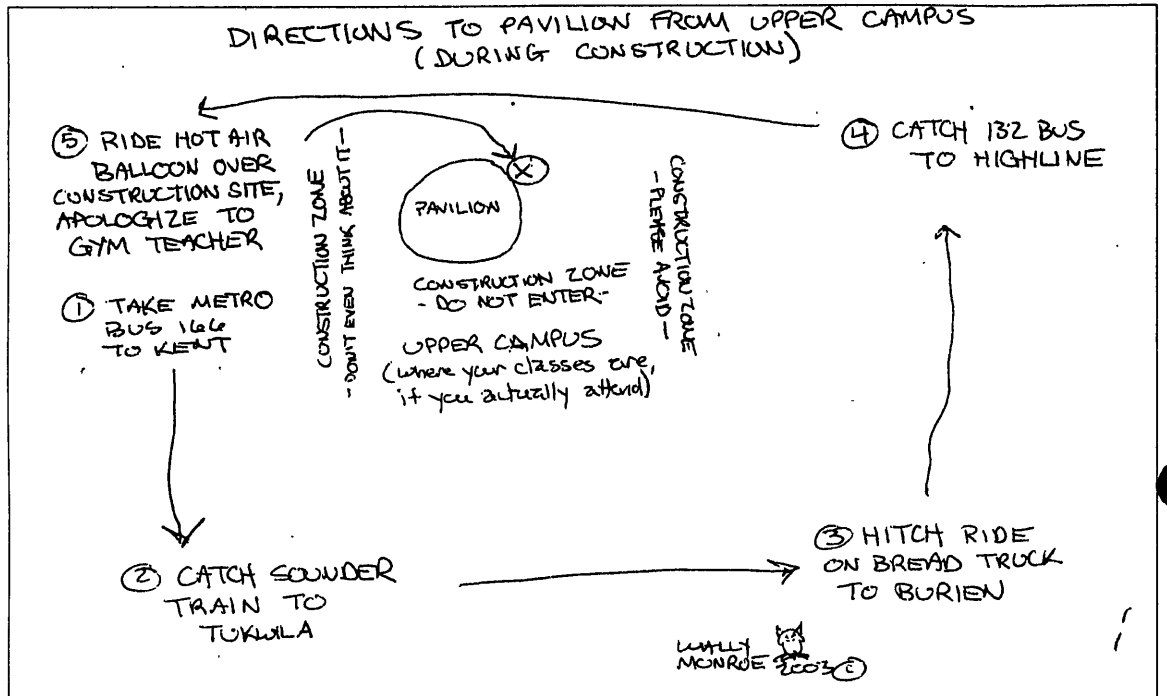 DIRECTIONS TO PAVILION FROM UPPER CAMPUS
(DURING CONSTRUCTION)
⑤ RIDE HOT AIR
BALLOON OVER
CONSTRUCTION SITE,
APOLOGIZE TO
GYM TEACHER
① TAKE METRO
BUS 166
TO KENT
CONSTRUCTION ZONE
- DON'T EVEN THINK ABOUT IT -
X
PAVILION
CONSTRUCTION ZONE
- DO NOT ENTER -
UPPER CAMPUS
(where your classes are,
if you actually attend)
CONSTRUCTION ZONE
- PLEASE AVOID -
④ CATCH 132 BUS
TO HIGHLINE
② CATCH SOUNDER
TRAIN TO
TUKWILA
③ HITCH RIDE
ON BREAD TRUCK
TO BURIEN
WALLY
MONROE 2003 ©